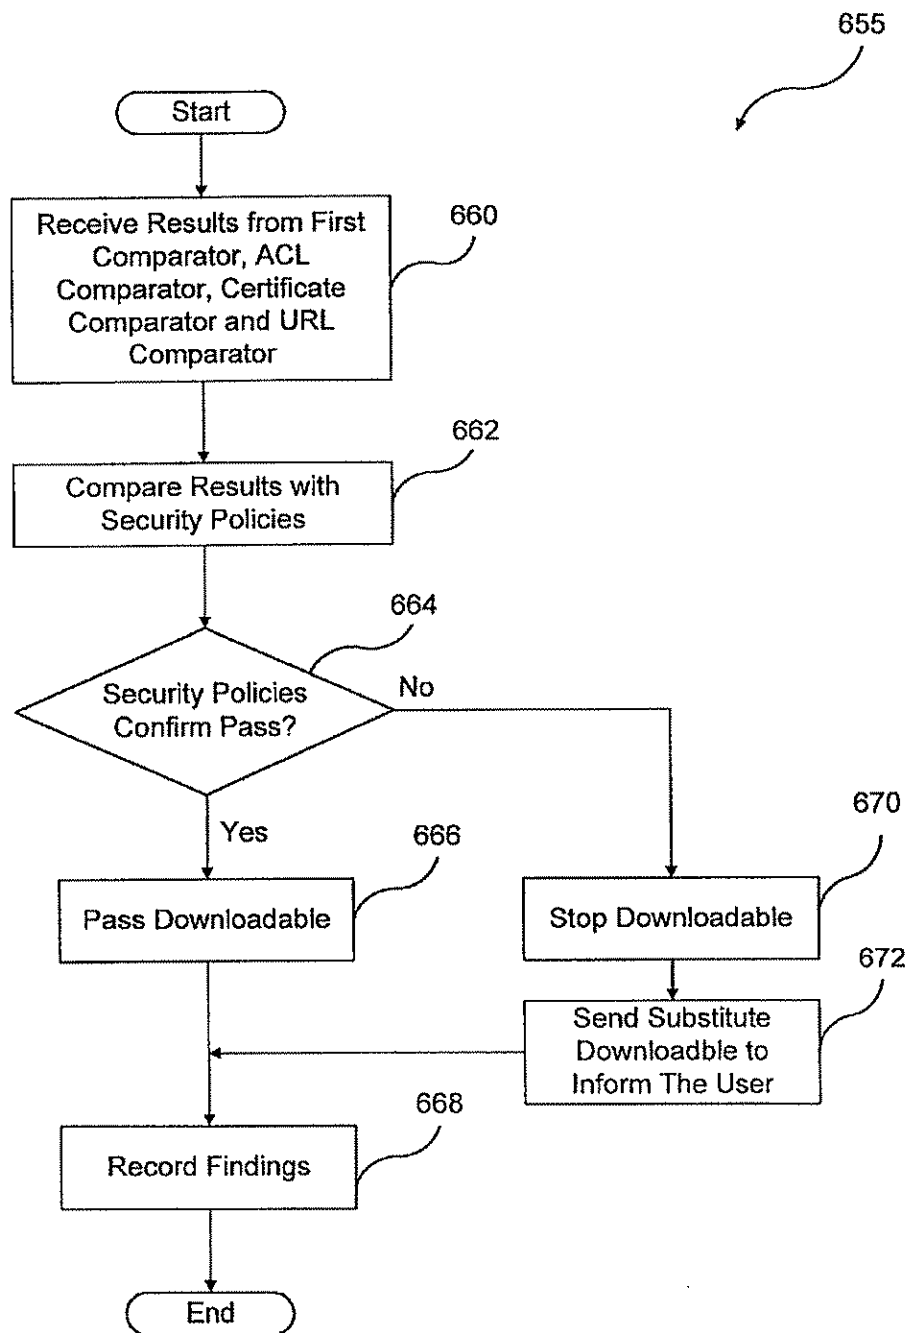 655
Start
Receive Results from First
Comparator, ACL
Comparator, Certificate
Comparator and URL
Comparator
660
662
Compare Results with
Security Policies
664
Security Policies
Confirm Pass?
No
Yes
666
Pass Downloadable
670
Stop Downloadable
672
Send Substitute
Downloadble to
Inform The User
668
Record Findings
End